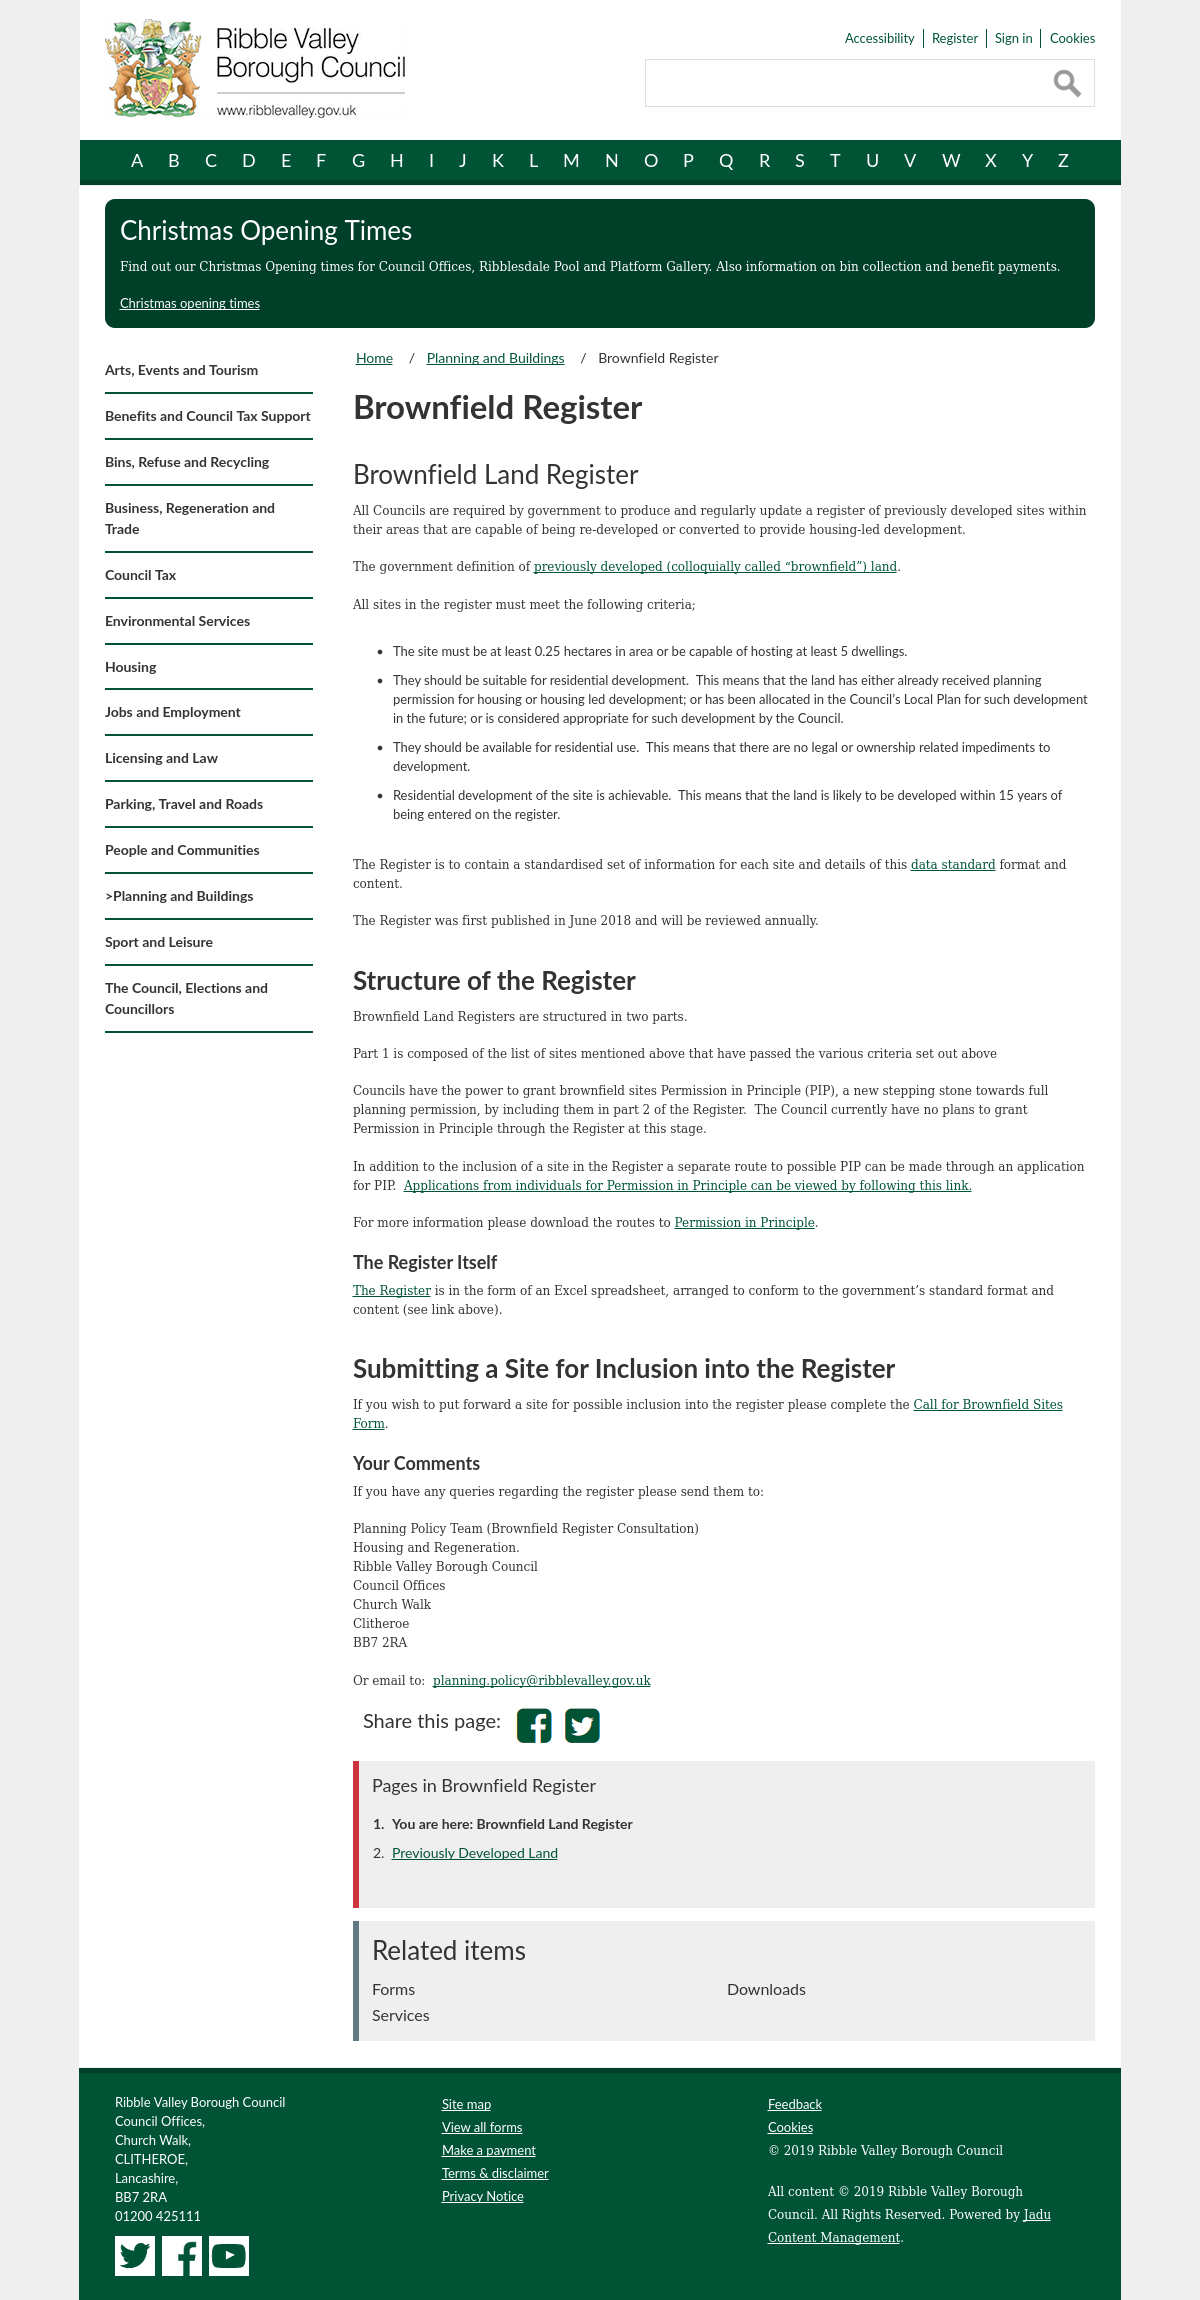 Ribble Valley
Borough Council
www.ribblevalley.gov.uk
Accessibility
Register
Sign in
Cookies
A B C D E F G H I J K L M N O P Q R S T U V W X Y Z
Christmas Opening Times
Find out our Christmas Opening times for Council Offices, Ribblesdale Pool and Platform Gallery. Also information on bin collection and benefit payments.
Christmas opening times
Arts, Events and Tourism
Benefits and Council Tax Support
Bins, Refuse and Recycling
Business, Regeneration and
Trade
Council Tax
Environmental Services
Housing
Jobs and Employment
Licensing and Law
Parking, Travel and Roads
People and Communities
>Planning and Buildings
Sport and Leisure
The Council, Elections and
Councillors
Home / Planning and Buildings / Brownfield Register
Brownfield Register
Brownfield Land Register
All Councils are required by government to produce and regularly update a register of previously developed sites within
their areas that are capable of being re-developed or converted to provide housing-led development.
The government definition of previously developed (colloquially called “brownfield”) land.
All sites in the register must meet the following criteria;
• The site must be at least 0.25 hectares in area or be capable of hosting at least 5 dwellings.
• They should be suitable for residential development.  This means that the land has either already received planning
permission for housing or housing led development; or has been allocated in the Council’s Local Plan for such development
in the future; or is considered appropriate for such development by the Council.
• They should be available for residential use.  This means that there are no legal or ownership related impediments to
development.
• Residential development of the site is achievable.  This means that the land is likely to be developed within 15 years of
being entered on the register.
The Register is to contain a standardised set of information for each site and details of this data standard format and
content.
The Register was first published in June 2018 and will be reviewed annually.
Structure of the Register
Brownfield Land Registers are structured in two parts.
Part 1 is composed of the list of sites mentioned above that have passed the various criteria set out above
Councils have the power to grant brownfield sites Permission in Principle (PIP), a new stepping stone towards full
planning permission, by including them in part 2 of the Register.  The Council currently have no plans to grant
Permission in Principle through the Register at this stage.
In addition to the inclusion of a site in the Register a separate route to possible PIP can be made through an application
for PIP.  Applications from individuals for Permission in Principle can be viewed by following this link.
For more information please download the routes to Permission in Principle.
The Register Itself
The Register is in the form of an Excel spreadsheet, arranged to conform to the government’s standard format and
content (see link above).
Submitting a Site for Inclusion into the Register
If you wish to put forward a site for possible inclusion into the register please complete the Call for Brownfield Sites
Form.
Your Comments
If you have any queries regarding the register please send them to:
Planning Policy Team (Brownfield Register Consultation)
Housing and Regeneration.
Ribble Valley Borough Council
Council Offices
Church Walk
Clitheroe
BB7 2RA
Or email to:  planning.policy@ribblevalley.gov.uk
Share this page:
Pages in Brownfield Register
1. You are here: Brownfield Land Register
2. Previously Developed Land
Related items
Forms
Downloads
Services
Ribble Valley Borough Council
Council Offices,
Church Walk,
CLITHEROE,
Lancashire,
BB7 2RA
01200 425111
Site map
View all forms
Make a payment
Terms & disclaimer
Privacy Notice
Feedback
Cookies
© 2019 Ribble Valley Borough Council
All content © 2019 Ribble Valley Borough
Council. All Rights Reserved. Powered by Jadu
Content Management.